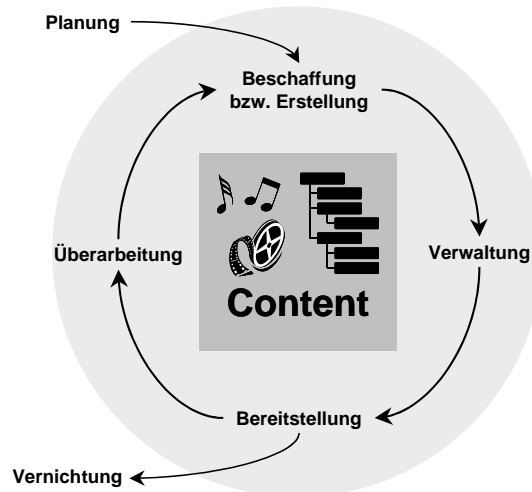 Planung
Beschaffung
bzw. Erstellung
Überarbeitung
Verwaltung
Content
Bereitstellung
Vernichtung